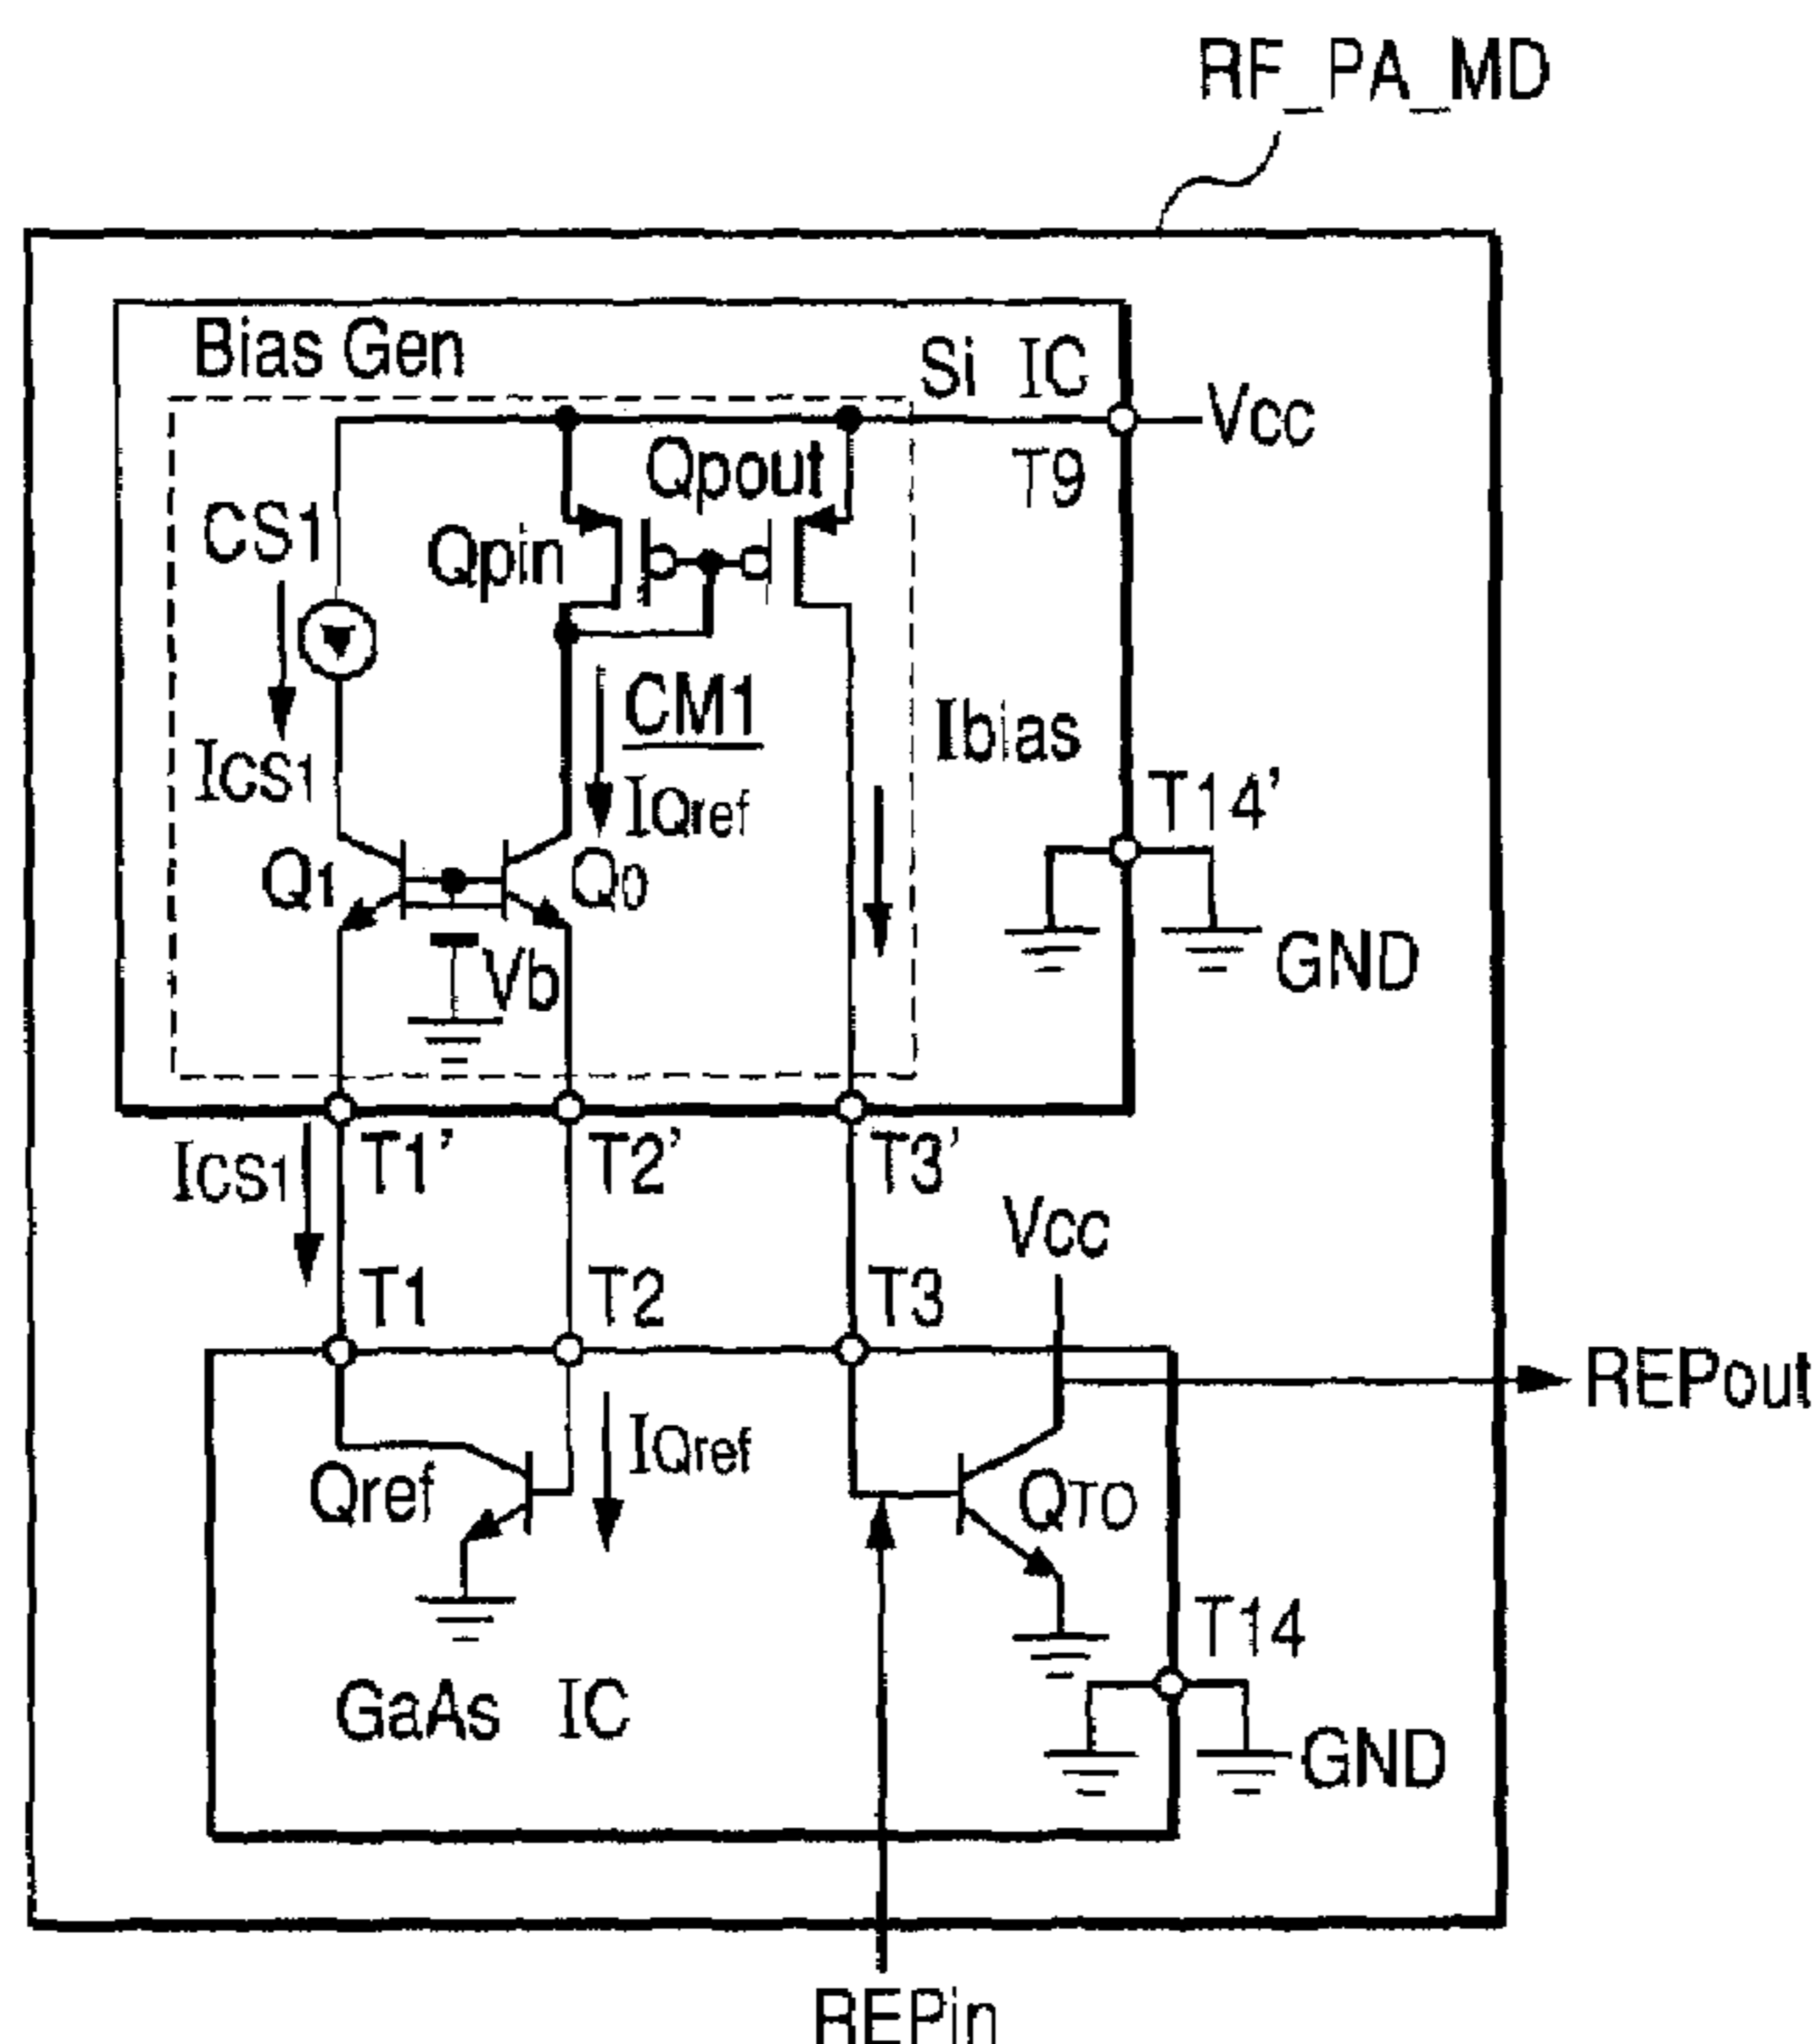 RF_PA_MD
Bias Gen
Si IC
Vcc
T9
Qpout
CS1
Qpin
CM1
Ibias
ICS1
IQref
T14'
Q1
Q0
Vb
GND
T1'
T2'
T3'
ICS1
Vcc
T1
T2
T3
REPout
IQref
Qref
QTO
T14
GaAs IC
GND
REPin